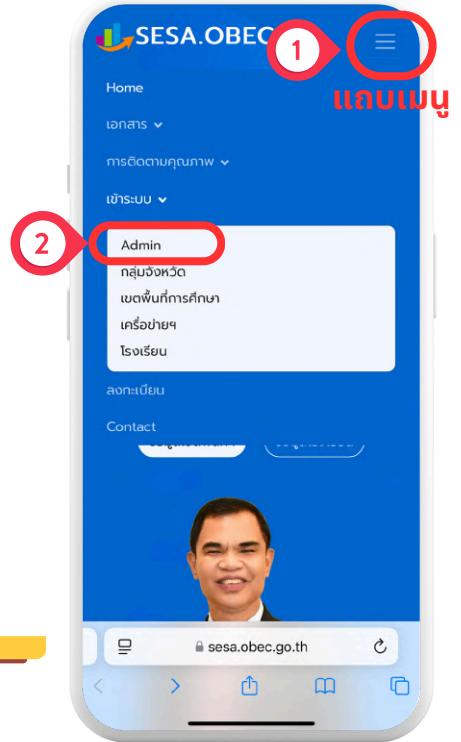 SESA.OBEC
1
แถบเมนู
Home
เอกสาร
การติดตามคุณภาพ
เข้าระบบ
2
Admin
กลุ่มจังหวัด
เขตพื้นที่การศึกษา
เครือข่ายฯ
โรงเรียน
ลงทะเบียน
Contact
sesa.obec.go.th